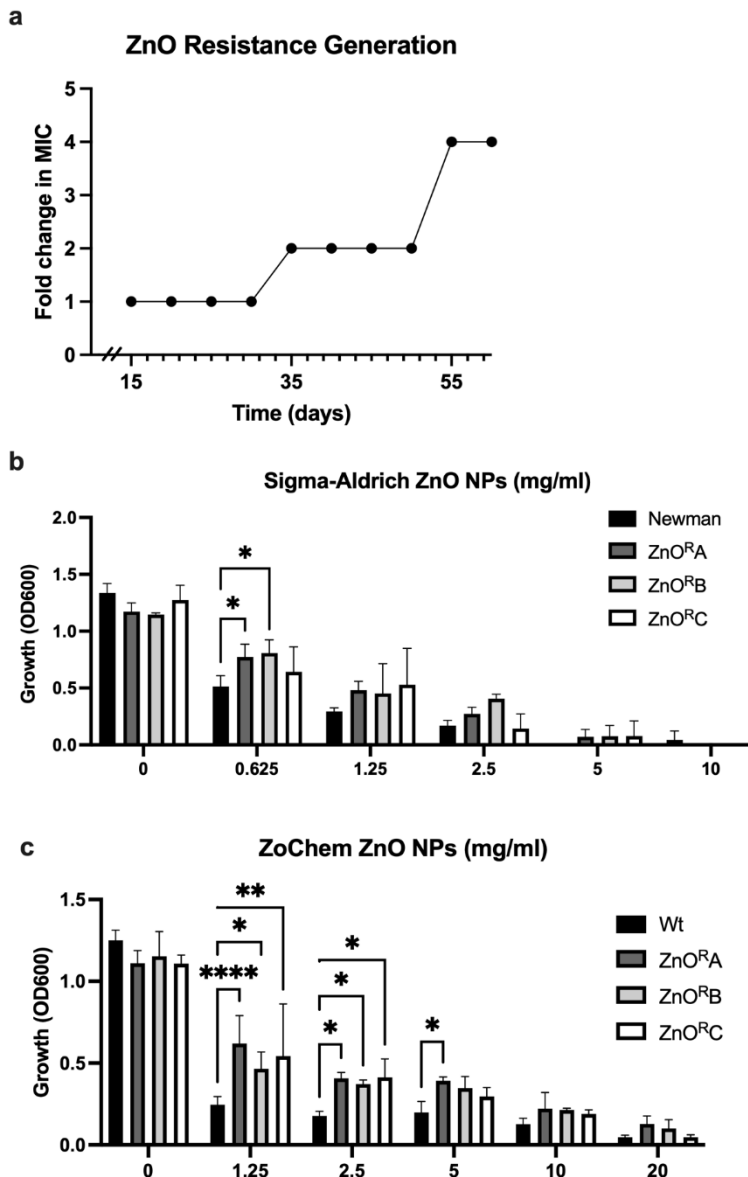 a
ZnO Resistance Generation
Fold change in MIC
5
4
3
2
1
0
15
35
55
Time (days)
b
Sigma-Aldrich ZnO NPs (mg/ml)
Growth (OD600)
2.0
1.5
1.0
0.5
0.0
Newman
ZnOᴿA
ZnOᴿB
ZnOᴿC
*
*
0 0.625 1.25 2.5 5 10
c
ZoChem ZnO NPs (mg/ml)
Growth (OD600)
1.5
1.0
0.5
0.0
Wt
ZnOᴿA
ZnOᴿB
ZnOᴿC
**
*
****
*
*
*
*
0 1.25 2.5 5 10 20